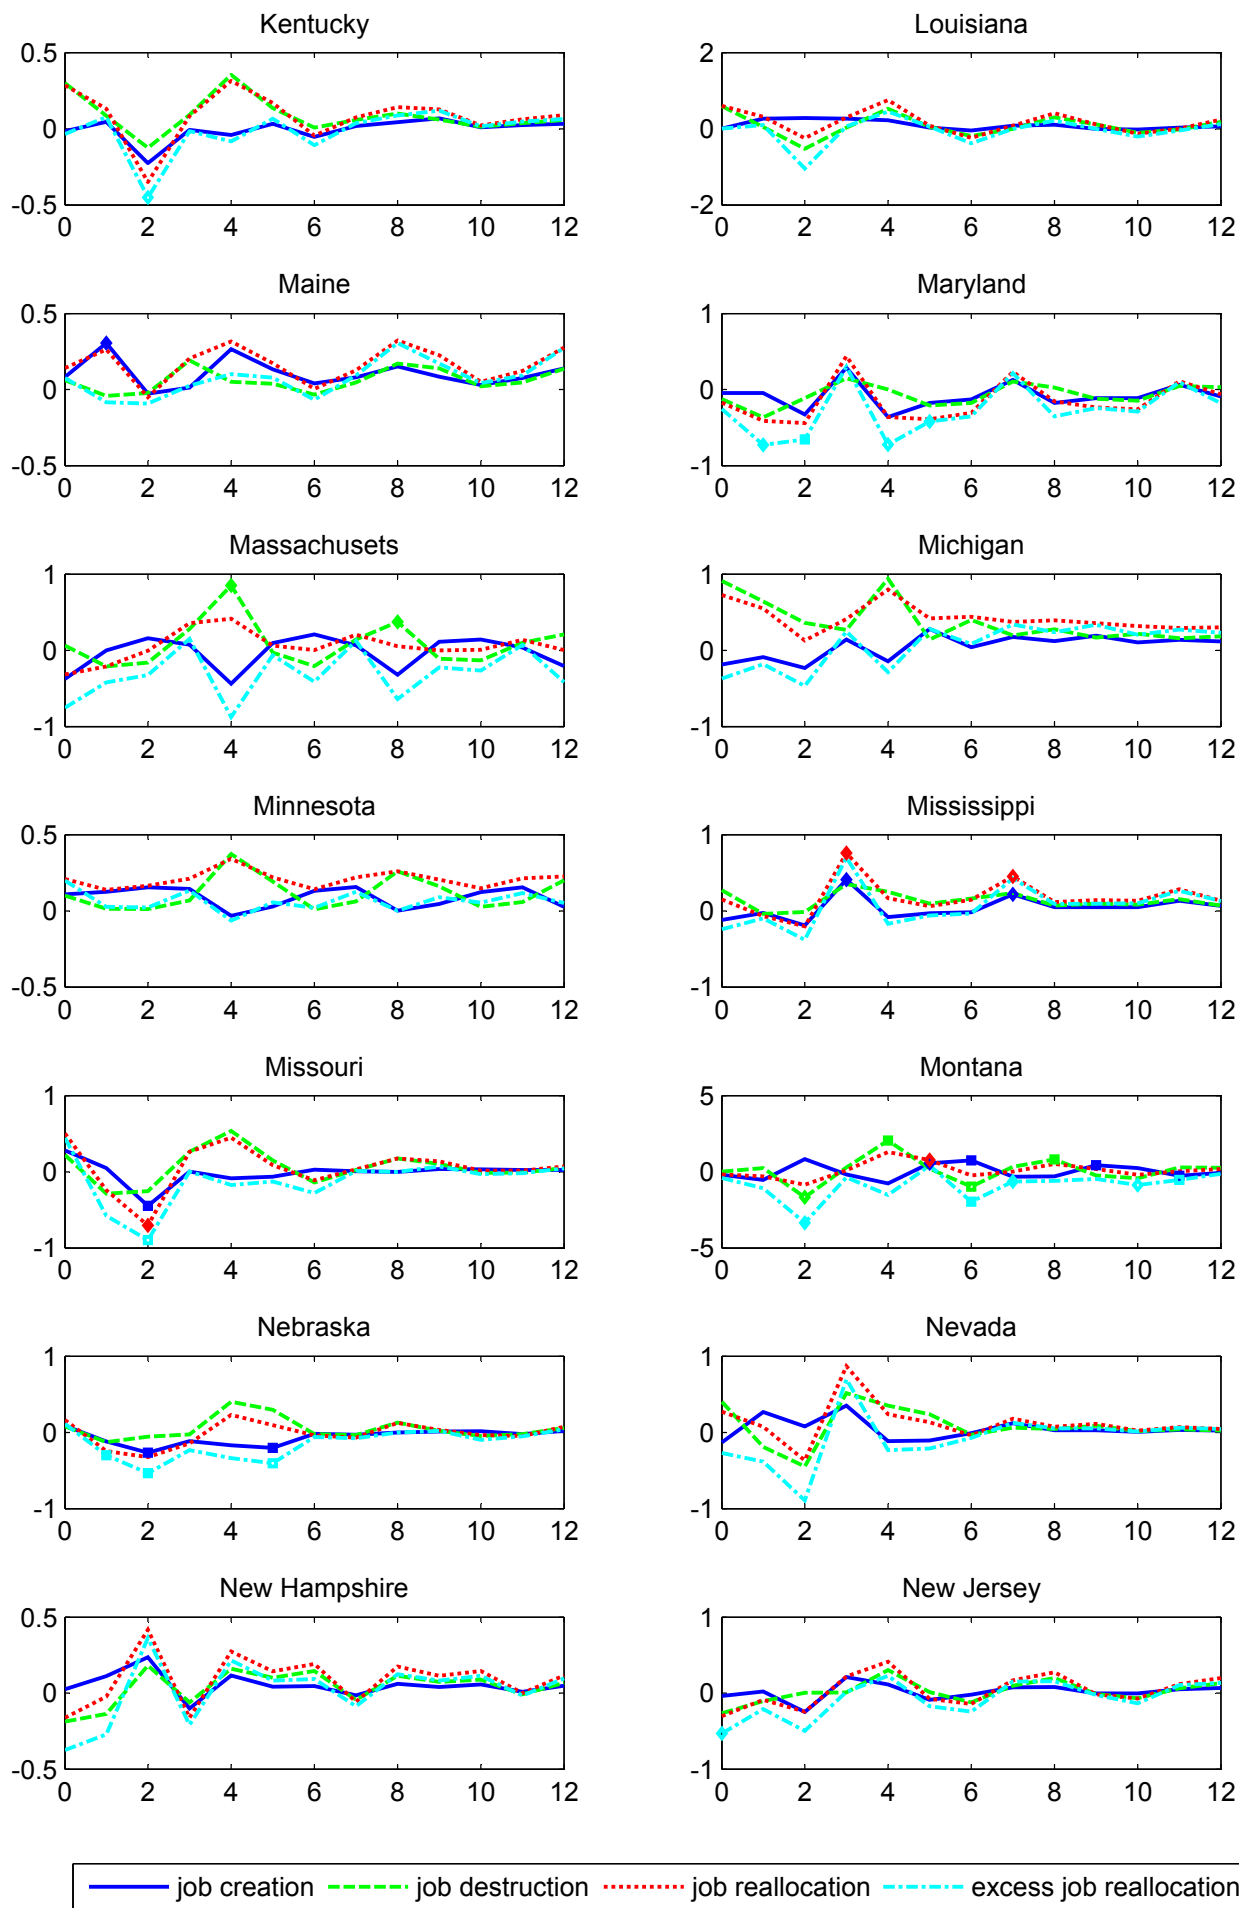 Kentucky Louisiana
0.5 2
0 0
-0.5 -2
0 2 4 6 8 10 12 0 2 4 6 8 10 12
Maine Maryland
0.5 1
0 0
-0.5 -1
0 2 4 6 8 10 12 0 2 4 6 8 10 12
Massachusets Michigan
1 1
0 0
-1 -1
0 2 4 6 8 10 12 0 2 4 6 8 10 12
Minnesota Mississippi
0.5 1
0 0
-0.5 -1
0 2 4 6 8 10 12 0 2 4 6 8 10 12
Missouri Montana
1 5
0 0
-1 -5
0 2 4 6 8 10 12 0 2 4 6 8 10 12
Nebraska Nevada
1 1
0 0
-1 -1
0 2 4 6 8 10 12 0 2 4 6 8 10 12
New Hampshire New Jersey
0.5 1
0 0
-0.5 -1
0 2 4 6 8 10 12 0 2 4 6 8 10 12
job creation job destruction job reallocation excess job reallocation